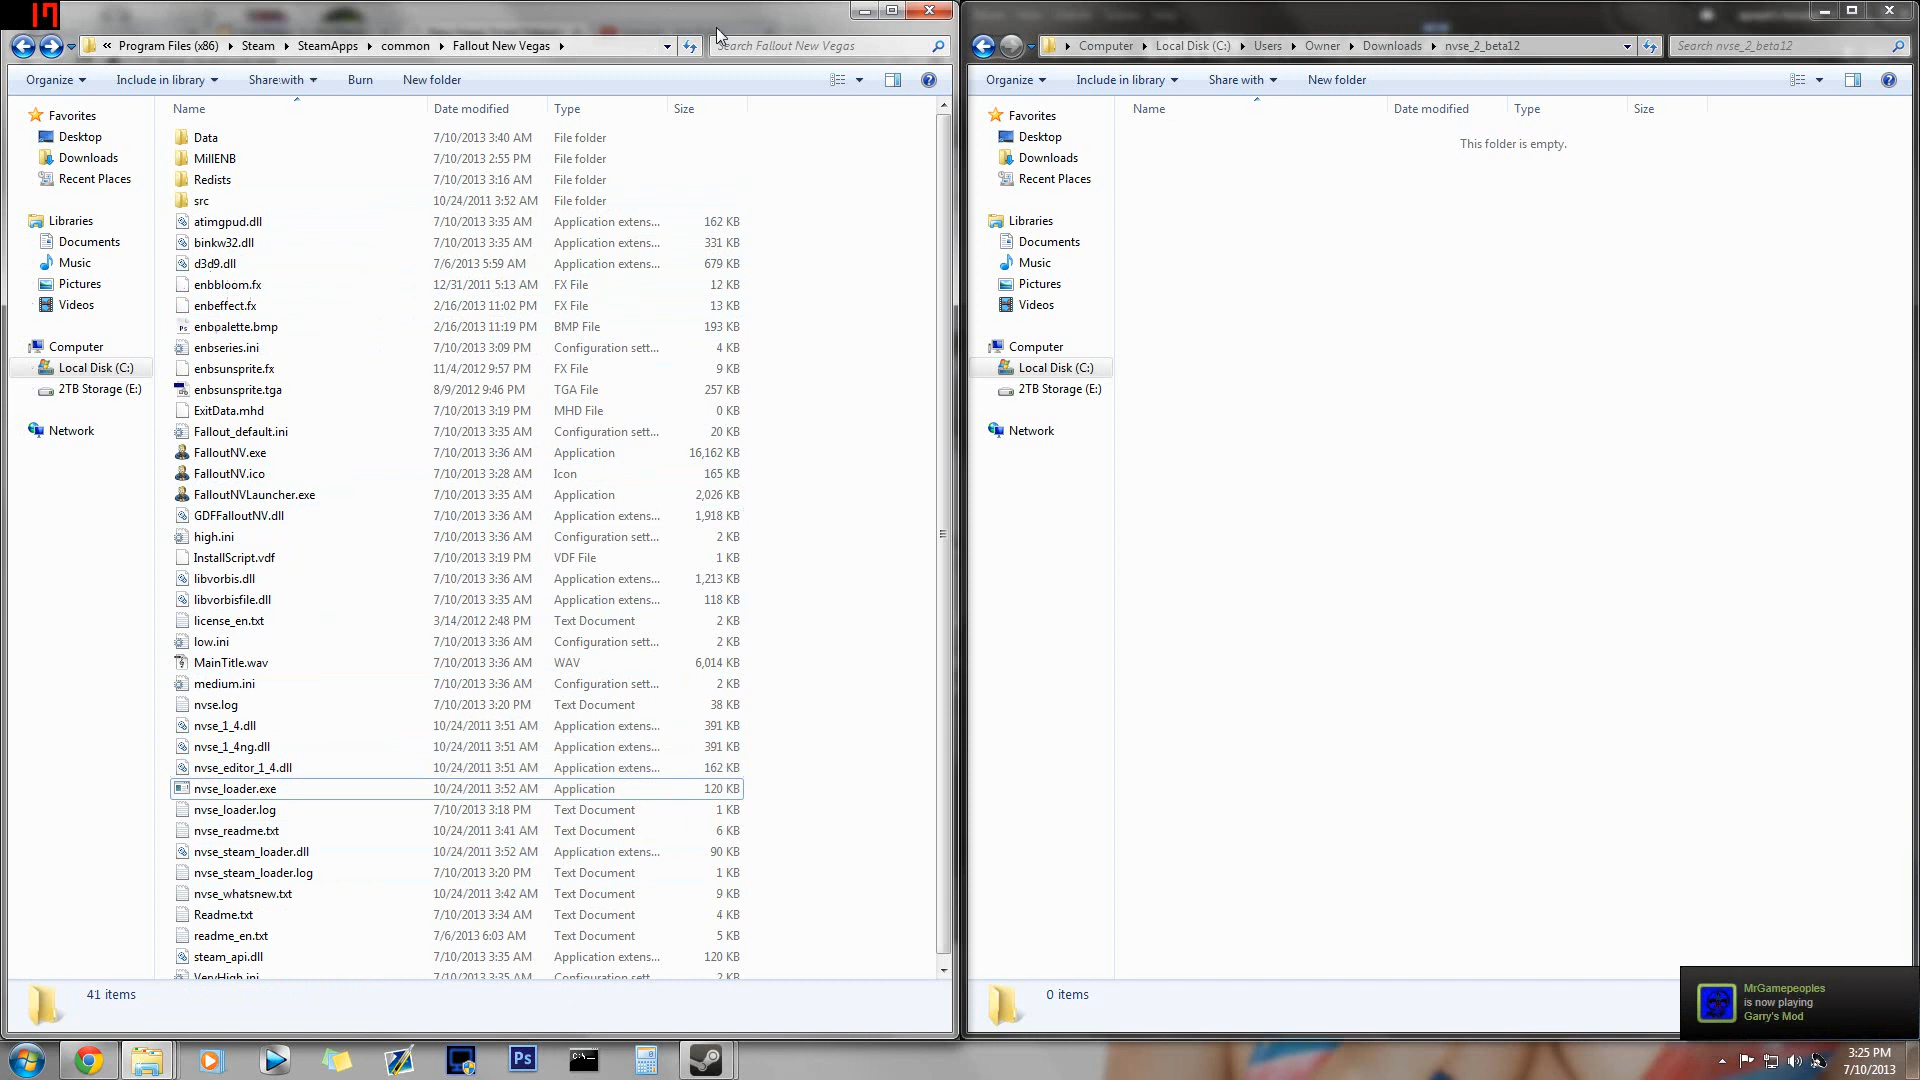 17
« Program Files (x86) Steam SteamApps common Fallout New Vegas
Search Fallout New Vegas
Organize Include in library Share with Burn New folder
Favorites
Desktop
Downloads
Recent Places
Libraries
Documents
Music
Pictures
Videos
Computer
Local Disk (C:)
2TB Storage (E:)
Network
Name Date modified Type Size
Data 7/10/2013 3:40 AM File folder
MillENB 7/10/2013 2:55 PM File folder
Redists 7/10/2013 3:16 AM File folder
src 10/24/2011 3:52 AM File folder
atimgpud.dll 7/10/2013 3:35 AM Application extens... 162 KB
binkw32.dll 7/10/2013 3:35 AM Application extens... 331 KB
d3d9.dll 7/6/2013 5:59 AM Application extens... 679 KB
enbbloom.fx 12/31/2011 5:13 AM FX File 12 KB
enbeffect.fx 2/16/2013 11:02 PM FX File 13 KB
enbpalette.bmp 2/16/2013 11:19 PM BMP File 193 KB
enbseries.ini 7/10/2013 3:09 PM Configuration sett... 4 KB
enbsunsprite.fx 11/4/2012 9:57 PM FX File 9 KB
enbsunsprite.tga 8/9/2012 9:46 PM TGA File 257 KB
ExitData.mhd 7/10/2013 3:19 PM MHD File 0 KB
Fallout_default.ini 7/10/2013 3:35 AM Configuration sett... 20 KB
FalloutNV.exe 7/10/2013 3:36 AM Application 16,162 KB
FalloutNV.ico 7/10/2013 3:28 AM Icon 165 KB
FalloutNVLauncher.exe 7/10/2013 3:35 AM Application 2,026 KB
GDFFalloutNV.dll 7/10/2013 3:36 AM Application extens... 1,918 KB
high.ini 7/10/2013 3:36 AM Configuration sett... 2 KB
InstallScript.vdf 7/10/2013 3:19 PM VDF File 1 KB
libvorbis.dll 7/10/2013 3:36 AM Application extens... 1,213 KB
libvorbisfile.dll 7/10/2013 3:35 AM Application extens... 118 KB
license_en.txt 3/14/2012 2:48 PM Text Document 2 KB
low.ini 7/10/2013 3:36 AM Configuration sett... 2 KB
MainTitle.wav 7/10/2013 3:36 AM WAV 6,014 KB
medium.ini 7/10/2013 3:36 AM Configuration sett... 2 KB
nvse.log 7/10/2013 3:20 PM Text Document 38 KB
nvse_1_4.dll 10/24/2011 3:51 AM Application extens... 391 KB
nvse_1_4ng.dll 10/24/2011 3:51 AM Application extens... 391 KB
nvse_editor_1_4.dll 10/24/2011 3:51 AM Application extens... 162 KB
nvse_loader.exe 10/24/2011 3:52 AM Application 120 KB
nvse_loader.log 7/10/2013 3:18 PM Text Document 1 KB
nvse_readme.txt 10/24/2011 3:41 AM Text Document 6 KB
nvse_steam_loader.dll 10/24/2011 3:52 AM Application extens... 90 KB
nvse_steam_loader.log 7/10/2013 3:20 PM Text Document 1 KB
nvse_whatsnew.txt 10/24/2011 3:42 AM Text Document 9 KB
Readme.txt 7/10/2013 3:34 AM Text Document 4 KB
readme_en.txt 7/6/2013 6:03 AM Text Document 5 KB
steam_api.dll 7/10/2013 3:35 AM Application extens... 120 KB
VeryHigh.ini 7/10/2013 3:35 AM Configuration sett... 2 KB
41 items
Computer Local Disk (C:) Users Owner Downloads nvse_2_beta12
Search nvse_2_beta12
Organize Include in library Share with New folder
Favorites
Desktop
Downloads
Recent Places
Libraries
Documents
Music
Pictures
Videos
Computer
Local Disk (C:)
2TB Storage (E:)
Network
Name Date modified Type Size
This folder is empty.
0 items
MrGamepeoples
is now playing
Garry's Mod
Ps
C:\
3:25 PM
7/10/2013